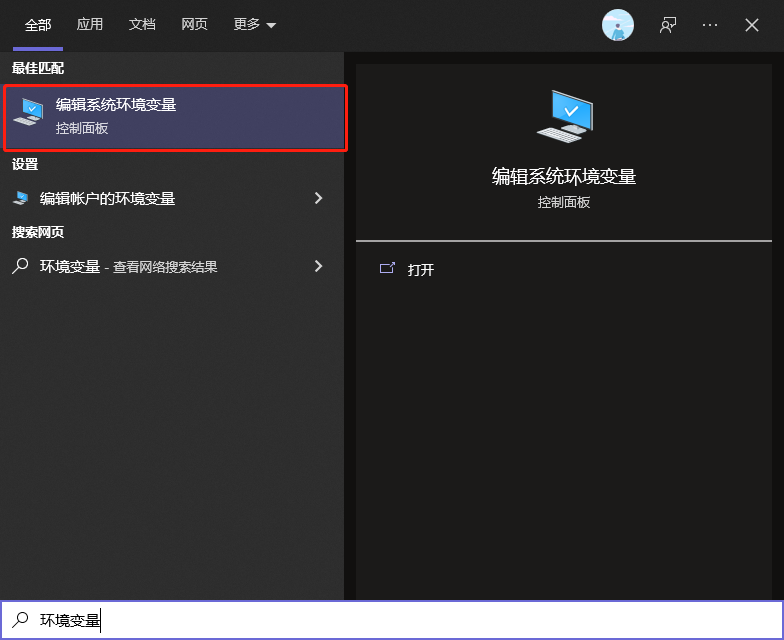 全部 应用 文档 网页 更多
最佳匹配
编辑系统环境变量
控制面板
设置
编辑帐户的环境变量
搜索网页
环境变量 - 查看网络搜索结果
编辑系统环境变量
控制面板
打开
环境变量